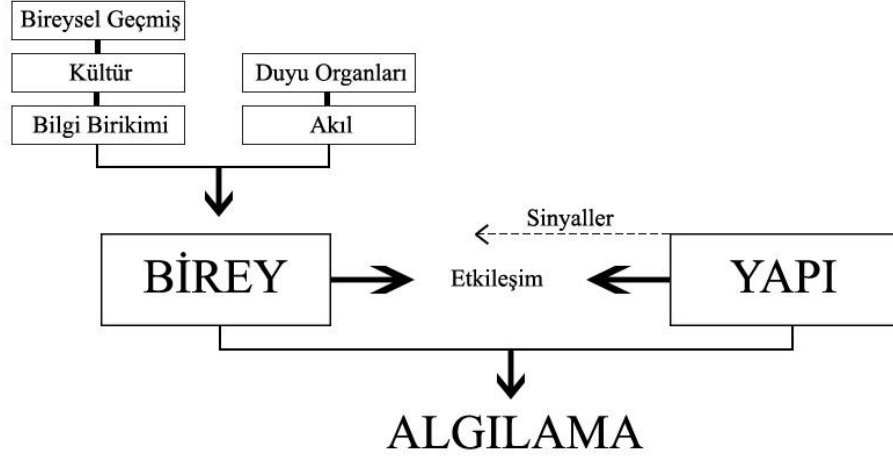 Bireysel Geçmiş
Kültür
Duyu Organları
Bilgi Birikimi
Akıl
Sinyaller
BİREY
Etkileşim
YAPI
ALGILAMA